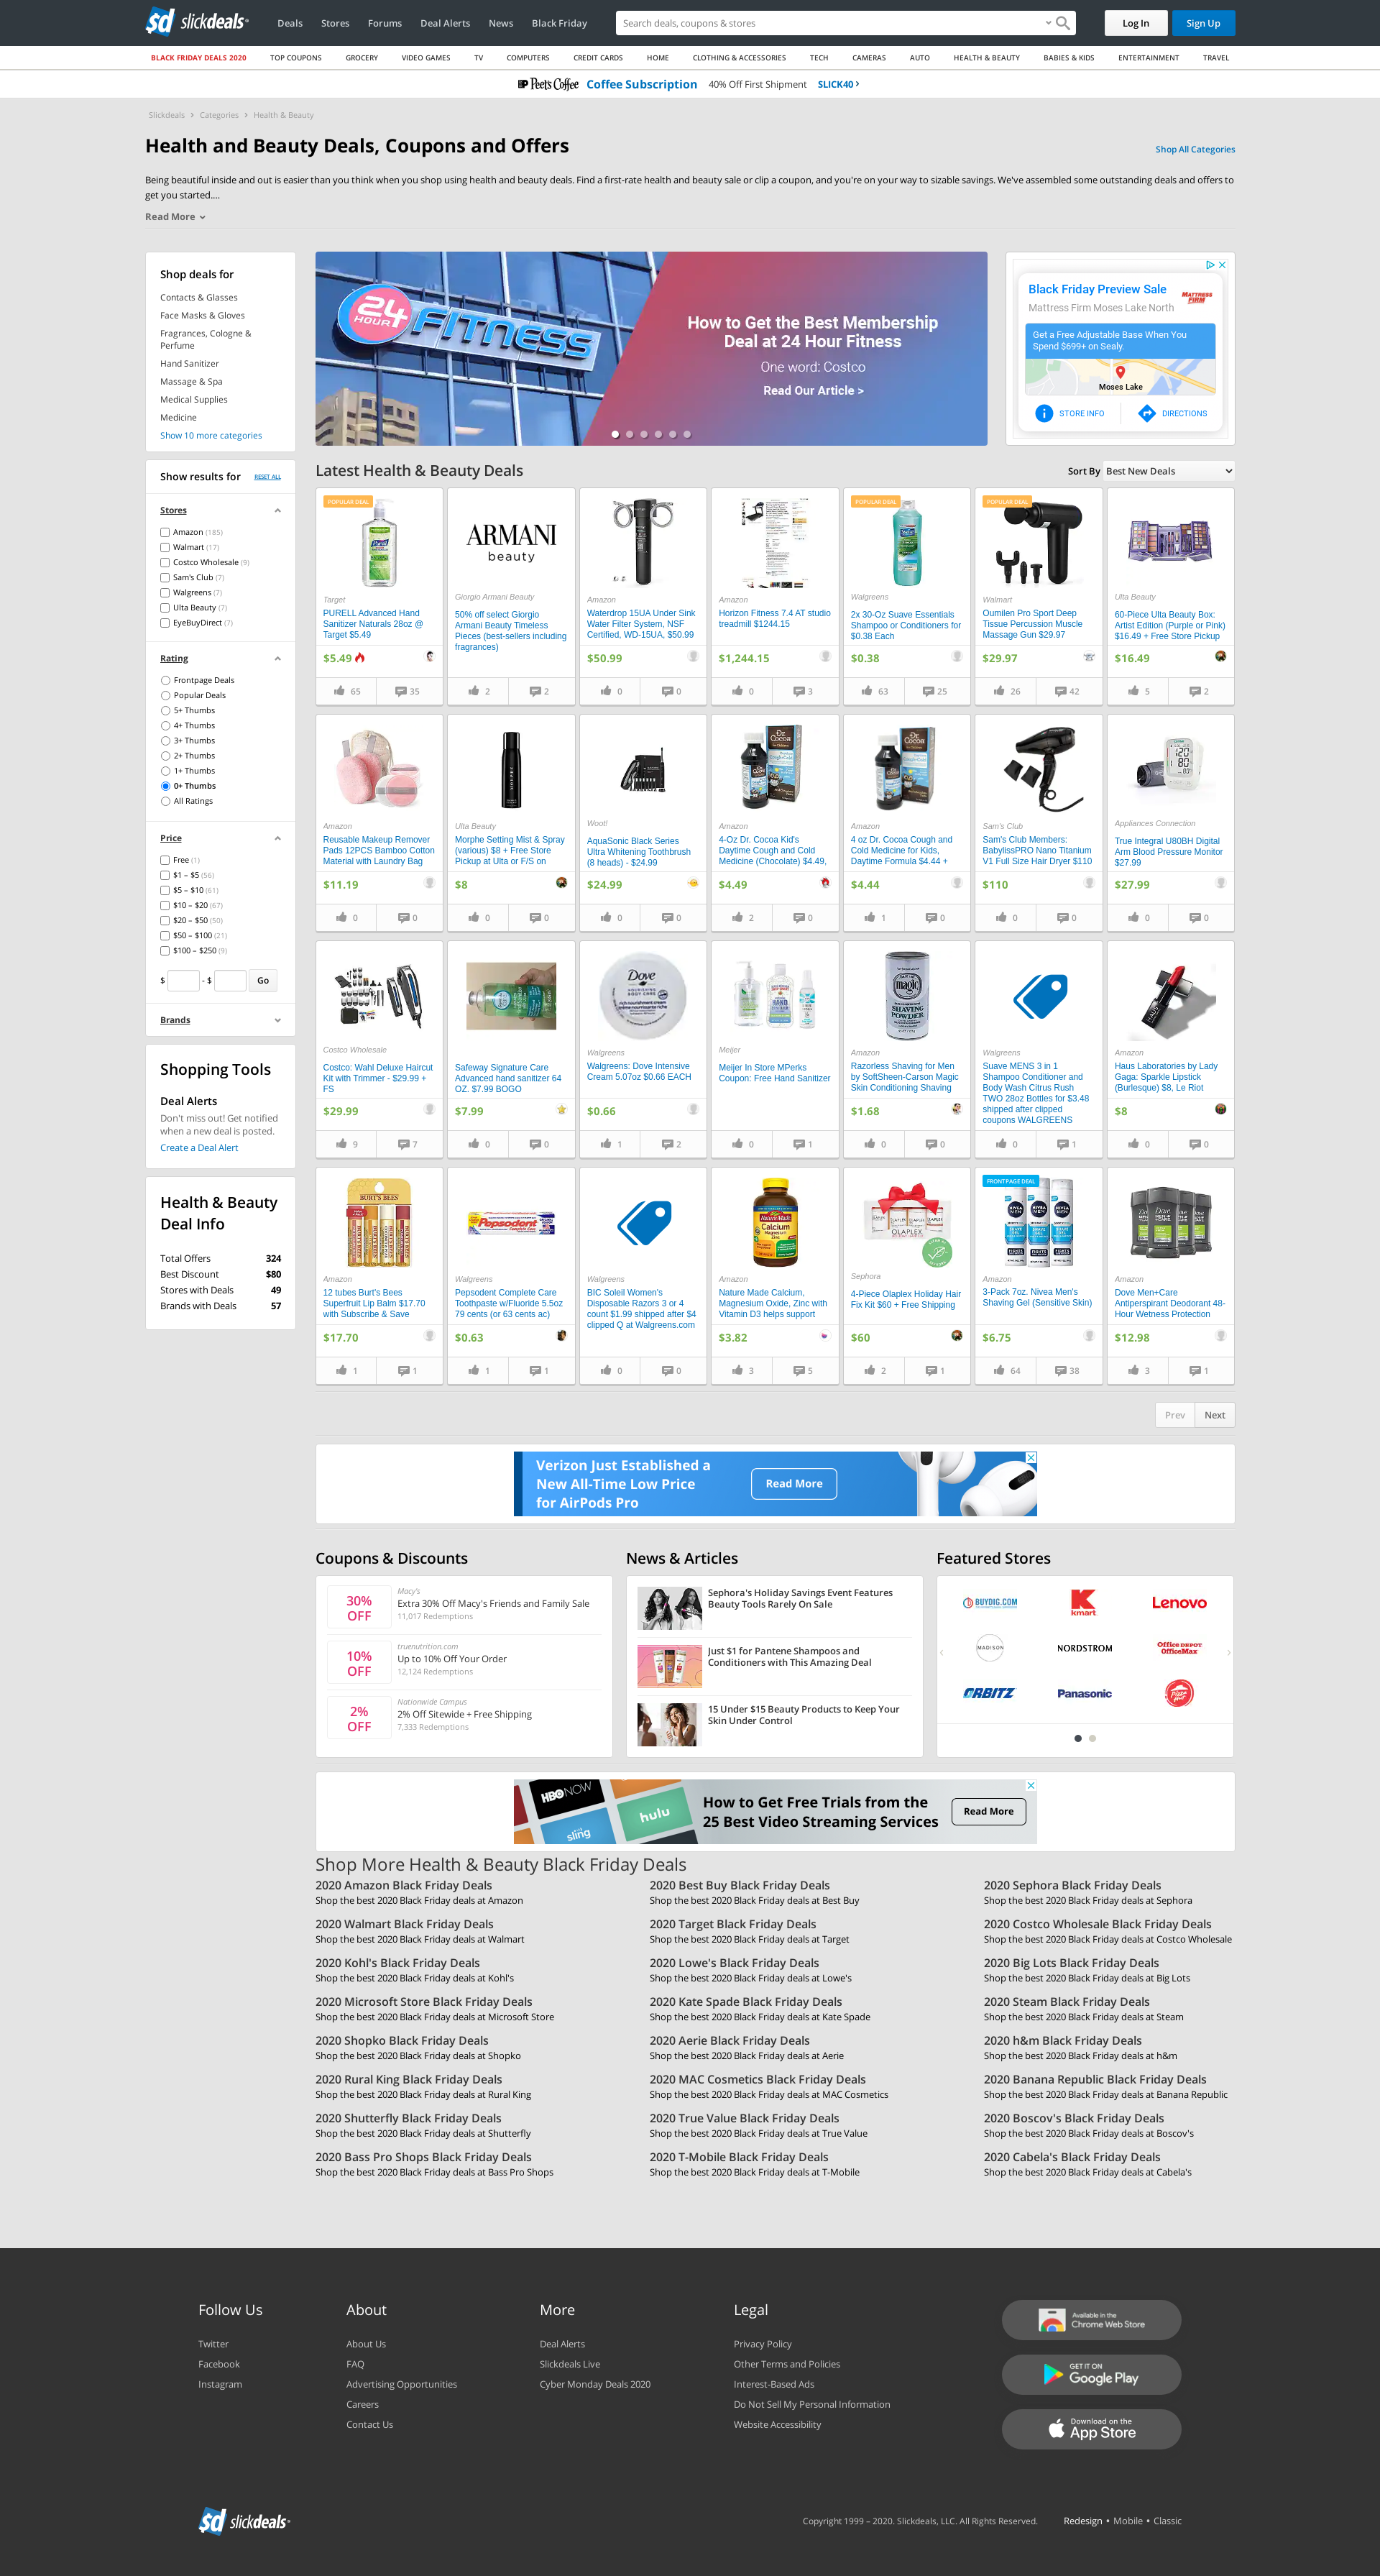 slickdeals
Deals Stores Forums Deal Alerts News Black Friday
Search deals, coupons & stores
Log In Sign Up
BLACK FRIDAY DEALS 2020 TOP COUPONS GROCERY VIDEO GAMES TV COMPUTERS CREDIT CARDS HOME CLOTHING & ACCESSORIES TECH CAMERAS AUTO HEALTH & BEAUTY BABIES & KIDS ENTERTAINMENT TRAVEL
Peet's Coffee Coffee Subscription 40% Off First Shipment SLICK40
Slickdeals > Categories > Health & Beauty
Health and Beauty Deals, Coupons and Offers
Shop All Categories
Being beautiful inside and out is easier than you think when you shop using health and beauty deals. Find a first-rate health and beauty sale or clip a coupon, and you're on your way to sizable savings. We've assembled some outstanding deals and offers to
get you started....
Read More
Shop deals for
Contacts & Glasses
Face Masks & Gloves
Fragrances, Cologne &
Perfume
Hand Sanitizer
Massage & Spa
Medical Supplies
Medicine
Show 10 more categories
24 HOUR FITNESS
How to Get the Best Membership
Deal at 24 Hour Fitness
One word: Costco
Read Our Article >
Black Friday Preview Sale
Mattress Firm Moses Lake North
MATTRESS FIRM
Get a Free Adjustable Base When You
Spend $699+ on Sealy.
Moses Lake
STORE INFO DIRECTIONS
Show results for RESET ALL
Stores
Amazon (185)
Walmart (17)
Costco Wholesale (9)
Sam's Club (7)
Walgreens (7)
Ulta Beauty (7)
EyeBuyDirect (7)
Rating
Frontpage Deals
Popular Deals
5+ Thumbs
4+ Thumbs
3+ Thumbs
2+ Thumbs
1+ Thumbs
0+ Thumbs
All Ratings
Price
Free (1)
$1 – $5 (56)
$5 – $10 (61)
$10 – $20 (67)
$20 – $50 (50)
$50 – $100 (21)
$100 – $250 (9)
$ - $ Go
Brands
Shopping Tools
Deal Alerts
Don't miss out! Get notified
when a new deal is posted.
Create a Deal Alert
Health & Beauty
Deal Info
Total Offers 324
Best Discount $80
Stores with Deals 49
Brands with Deals 57
Latest Health & Beauty Deals
Sort By Best New Deals
POPULAR DEAL
Target
PURELL Advanced Hand
Sanitizer Naturals 28oz @
Target $5.49
$5.49
65 35
ARMANI
beauty
Giorgio Armani Beauty
50% off select Giorgio
Armani Beauty Timeless
Pieces (best-sellers including
fragrances)
2 2
Amazon
Waterdrop 15UA Under Sink
Water Filter System, NSF
Certified, WD-15UA, $50.99
$50.99
0 0
Amazon
Horizon Fitness 7.4 AT studio
treadmill $1244.15
$1,244.15
0 3
POPULAR DEAL
Walgreens
2x 30-Oz Suave Essentials
Shampoo or Conditioners for
$0.38 Each
$0.38
63 25
POPULAR DEAL
Walmart
Oumilen Pro Sport Deep
Tissue Percussion Muscle
Massage Gun $29.97
$29.97
26 42
Ulta Beauty
60-Piece Ulta Beauty Box:
Artist Edition (Purple or Pink)
$16.49 + Free Store Pickup
$16.49
5 2
Amazon
Reusable Makeup Remover
Pads 12PCS Bamboo Cotton
Material with Laundry Bag
$11.19
0 0
Ulta Beauty
Morphe Setting Mist & Spray
(various) $8 + Free Store
Pickup at Ulta or F/S on
$8
0 0
Woot!
AquaSonic Black Series
Ultra Whitening Toothbrush
(8 heads) - $24.99
$24.99
0 0
Dr. Cocoa
Amazon
4-Oz Dr. Cocoa Kid's
Daytime Cough and Cold
Medicine (Chocolate) $4.49,
$4.49
2 0
Dr. Cocoa
Amazon
4 oz Dr. Cocoa Cough and
Cold Medicine for Kids,
Daytime Formula $4.44 +
$4.44
1 0
Sam's Club
Sam's Club Members:
BabylissPRO Nano Titanium
V1 Full Size Hair Dryer $110
$110
0 0
Appliances Connection
True Integral U80BH Digital
Arm Blood Pressure Monitor
$27.99
$27.99
0 0
Costco Wholesale
Costco: Wahl Deluxe Haircut
Kit with Trimmer - $29.99 +
FS
$29.99
9 7
Safeway Signature Care
Advanced hand sanitizer 64
OZ. $7.99 BOGO
$7.99
0 0
Dove
Walgreens
Walgreens: Dove Intensive
Cream 5.07oz $0.66 EACH
$0.66
1 2
Meijer
Meijer In Store MPerks
Coupon: Free Hand Sanitizer
0 1
magic
SHAVING
POWDER
Amazon
Razorless Shaving for Men
by SoftSheen-Carson Magic
Skin Conditioning Shaving
$1.68
0 0
Walgreens
Suave MENS 3 in 1
Shampoo Conditioner and
Body Wash Citrus Rush
TWO 28oz Bottles for $3.48
shipped after clipped
coupons WALGREENS
0 1
Amazon
Haus Laboratories by Lady
Gaga: Sparkle Lipstick
(Burlesque) $8, Le Riot
$8
0 0
BURT'S BEES
Amazon
12 tubes Burt's Bees
Superfruit Lip Balm $17.70
with Subscribe & Save
$17.70
1 1
Pepsodent
Walgreens
Pepsodent Complete Care
Toothpaste w/Fluoride 5.5oz
79 cents (or 63 cents ac)
$0.63
1 1
Walgreens
BIC Soleil Women's
Disposable Razors 3 or 4
count $1.99 shipped after $4
clipped Q at Walgreens.com
0 0
Nature Made
Calcium
Amazon
Nature Made Calcium,
Magnesium Oxide, Zinc with
Vitamin D3 helps support
$3.82
3 5
OLAPLEX
Sephora
4-Piece Olaplex Holiday Hair
Fix Kit $60 + Free Shipping
$60
2 1
FRONTPAGE DEAL
NIVEA MEN
Amazon
3-Pack 7oz. Nivea Men's
Shaving Gel (Sensitive Skin)
$6.75
64 38
Amazon
Dove Men+Care
Antiperspirant Deodorant 48-
Hour Wetness Protection
$12.98
3 1
Prev Next
Verizon Just Established a
New All-Time Low Price
for AirPods Pro
Read More
Coupons & Discounts
30%
OFF
Macy's
Extra 30% Off Macy's Friends and Family Sale
11,017 Redemptions
10%
OFF
truenutrition.com
Up to 10% Off Your Order
12,124 Redemptions
2%
OFF
Nationwide Campus
2% Off Sitewide + Free Shipping
7,333 Redemptions
News & Articles
Sephora's Holiday Savings Event Features
Beauty Tools Rarely On Sale
Just $1 for Pantene Shampoos and
Conditioners with This Amazing Deal
15 Under $15 Beauty Products to Keep Your
Skin Under Control
Featured Stores
BUYDIG.COM kmart Lenovo
MADISON NORDSTROM Office DEPOT
OfficeMax
ORBITZ Panasonic Pizza Hut
HBO NOW
hulu
sling
How to Get Free Trials from the
25 Best Video Streaming Services
Read More
Shop More Health & Beauty Black Friday Deals
2020 Amazon Black Friday Deals
Shop the best 2020 Black Friday deals at Amazon
2020 Best Buy Black Friday Deals
Shop the best 2020 Black Friday deals at Best Buy
2020 Sephora Black Friday Deals
Shop the best 2020 Black Friday deals at Sephora
2020 Walmart Black Friday Deals
Shop the best 2020 Black Friday deals at Walmart
2020 Target Black Friday Deals
Shop the best 2020 Black Friday deals at Target
2020 Costco Wholesale Black Friday Deals
Shop the best 2020 Black Friday deals at Costco Wholesale
2020 Kohl's Black Friday Deals
Shop the best 2020 Black Friday deals at Kohl's
2020 Lowe's Black Friday Deals
Shop the best 2020 Black Friday deals at Lowe's
2020 Big Lots Black Friday Deals
Shop the best 2020 Black Friday deals at Big Lots
2020 Microsoft Store Black Friday Deals
Shop the best 2020 Black Friday deals at Microsoft Store
2020 Kate Spade Black Friday Deals
Shop the best 2020 Black Friday deals at Kate Spade
2020 Steam Black Friday Deals
Shop the best 2020 Black Friday deals at Steam
2020 Shopko Black Friday Deals
Shop the best 2020 Black Friday deals at Shopko
2020 Aerie Black Friday Deals
Shop the best 2020 Black Friday deals at Aerie
2020 h&m Black Friday Deals
Shop the best 2020 Black Friday deals at h&m
2020 Rural King Black Friday Deals
Shop the best 2020 Black Friday deals at Rural King
2020 MAC Cosmetics Black Friday Deals
Shop the best 2020 Black Friday deals at MAC Cosmetics
2020 Banana Republic Black Friday Deals
Shop the best 2020 Black Friday deals at Banana Republic
2020 Shutterfly Black Friday Deals
Shop the best 2020 Black Friday deals at Shutterfly
2020 True Value Black Friday Deals
Shop the best 2020 Black Friday deals at True Value
2020 Boscov's Black Friday Deals
Shop the best 2020 Black Friday deals at Boscov's
2020 Bass Pro Shops Black Friday Deals
Shop the best 2020 Black Friday deals at Bass Pro Shops
2020 T-Mobile Black Friday Deals
Shop the best 2020 Black Friday deals at T-Mobile
2020 Cabela's Black Friday Deals
Shop the best 2020 Black Friday deals at Cabela's
Follow Us
Twitter
Facebook
Instagram
About
About Us
FAQ
Advertising Opportunities
Careers
Contact Us
More
Deal Alerts
Slickdeals Live
Cyber Monday Deals 2020
Legal
Privacy Policy
Other Terms and Policies
Interest-Based Ads
Do Not Sell My Personal Information
Website Accessibility
Available in the
Chrome Web Store
GET IT ON
Google Play
Download on the
App Store
slickdeals
Copyright 1999 – 2020. Slickdeals, LLC. All Rights Reserved. Redesign • Mobile • Classic